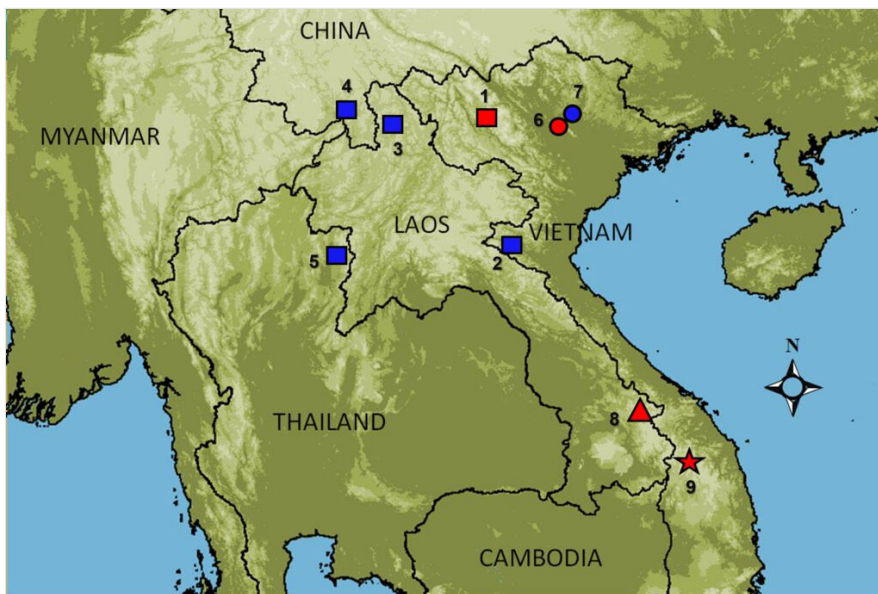 CHINA
4
7
1
6
MYANMAR
3
LAOS
VIETNAM
5
2
N
THAILAND
8
9
CAMBODIA